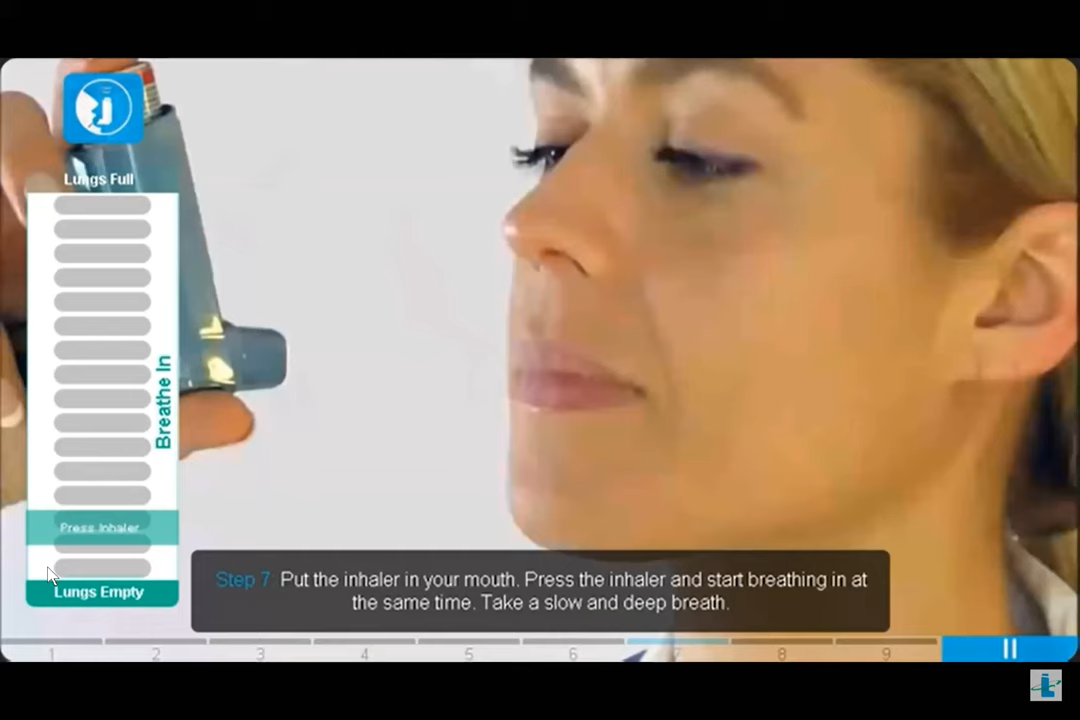 Lungs Full
Breathe In
Press Inhaler
Lungs Empty
Step 7: Put the inhaler in your mouth. Press the inhaler and start breathing in at
the same time. Take a slow and deep breath.
1 2 3 4 5 6 7 8 9